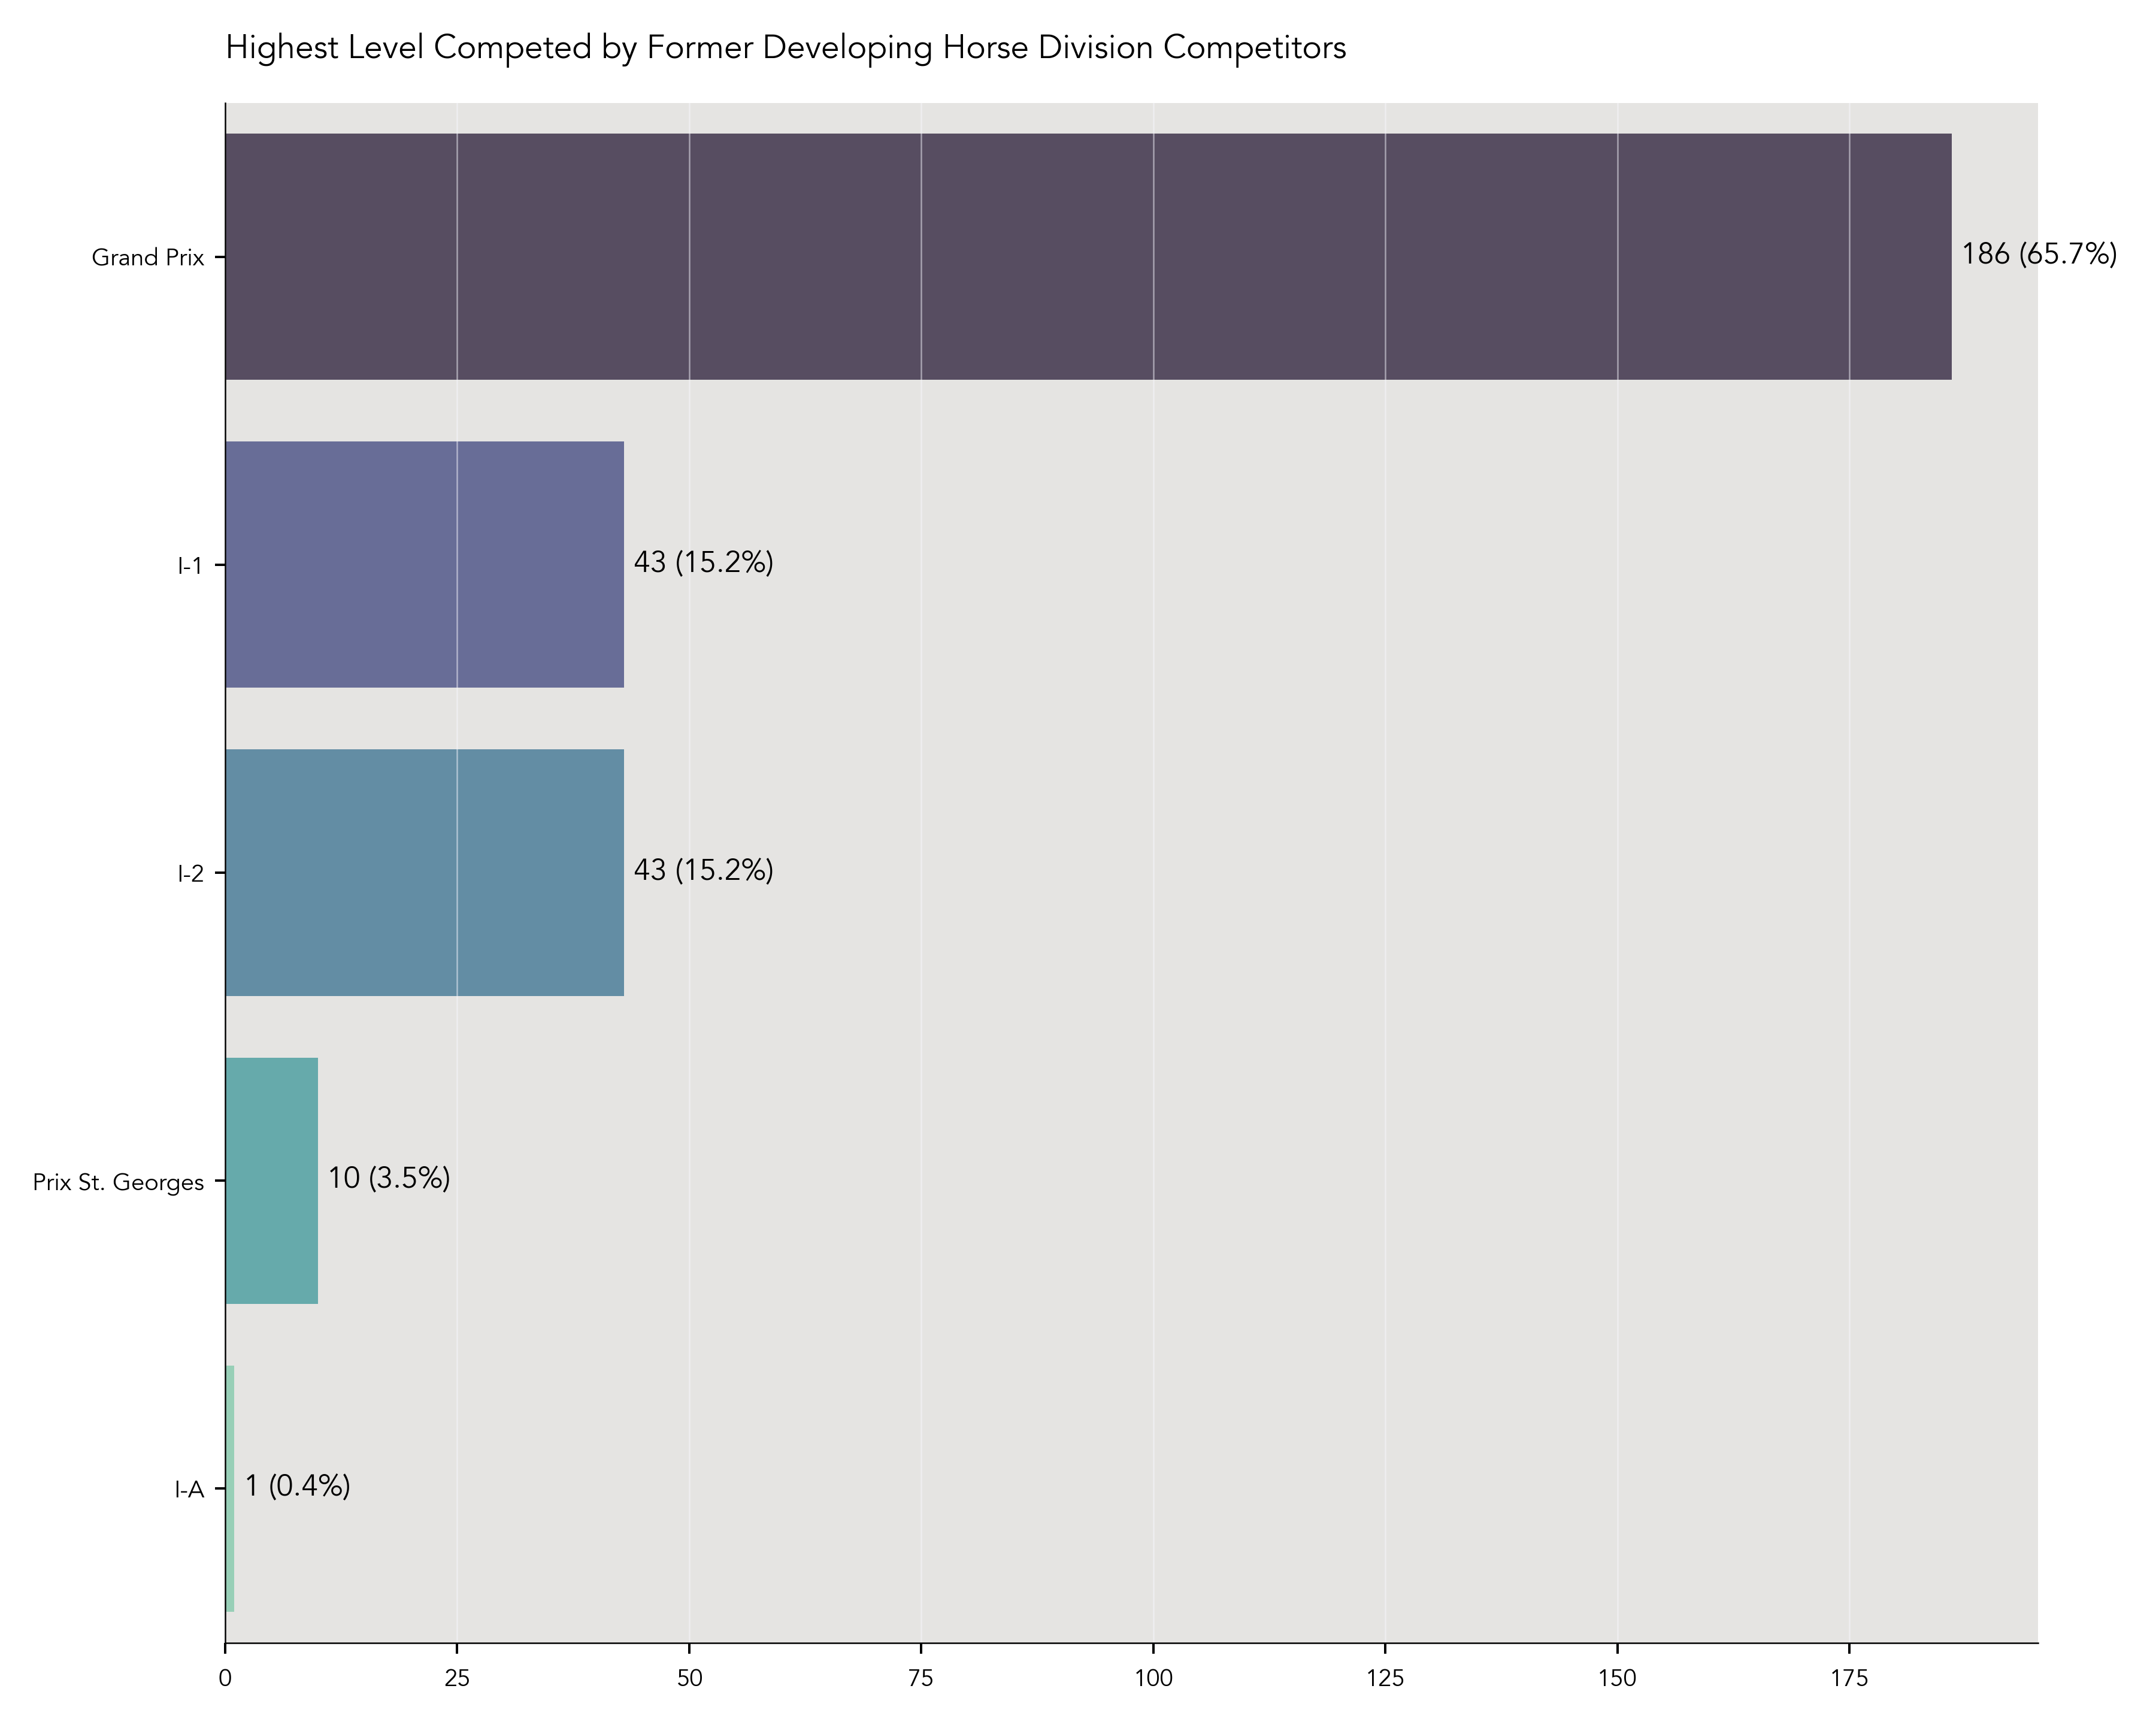 Highest Level Competed by Former Developing Horse Division Competitors
Grand Prix
186 (65.7%)
I-1
43 (15.2%)
I-2
43 (15.2%)
Prix St. Georges
10 (3.5%)
I-A
1 (0.4%)
0 25 50 75 100 125 150 175